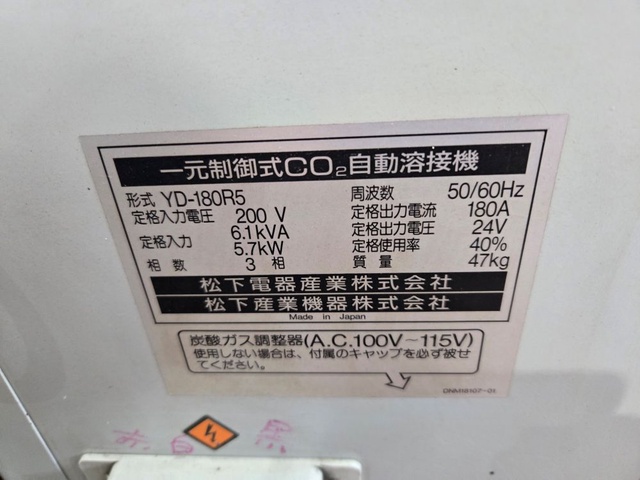 一元制御式CO₂自動溶接機
形式 YD-180R5
定格入力電圧 200 V
定格入力 6.1kVA
5.7kW
相数 3 相
周波数 50/60Hz
定格出力電流 180A
定格出力電圧 24V
定格使用率 40%
質量 47kg
松下電器産業株式会社
松下産業機器株式会社
Made in Japan
炭酸ガス調整器(A.C.100V~115V)
使用しない場合は、付属のキャップを必ず被せ
てください。
DNM18107-01
赤 白 黒